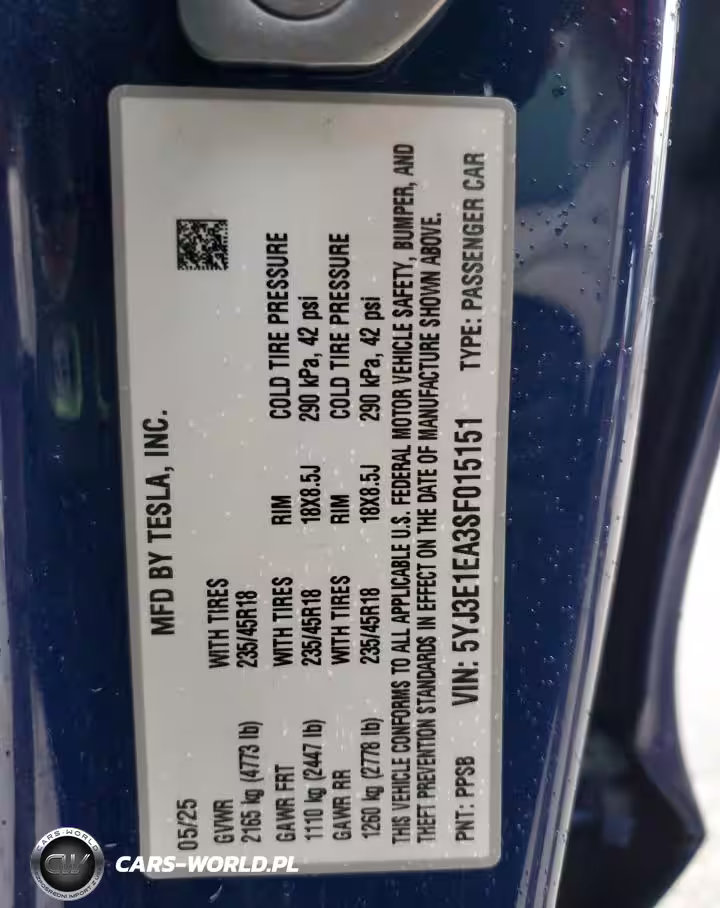 MFD BY TESLA, INC.
05/25
GVWR WITH TIRES
2165 kg (4773 lb) 235/45R18
GAWR FRT WITH TIRES RIM COLD TIRE PRESSURE
1110 kg (2447 lb) 235/45R18 18X8.5J 290 kPa, 42 psi
GAWR RR WITH TIRES RIM COLD TIRE PRESSURE
1260 kg (2778 lb) 235/45R18 18X8.5J 290 kPa, 42 psi
THIS VEHICLE CONFORMS TO ALL APPLICABLE U.S. FEDERAL MOTOR VEHICLE SAFETY, BUMPER, AND
THEFT PREVENTION STANDARDS IN EFFECT ON THE DATE OF MANUFACTURE SHOWN ABOVE.
PNT: PPSB VIN: 5YJ3E1EA3SF015151 TYPE: PASSENGER CAR
CW
CARS-WORLD.PL